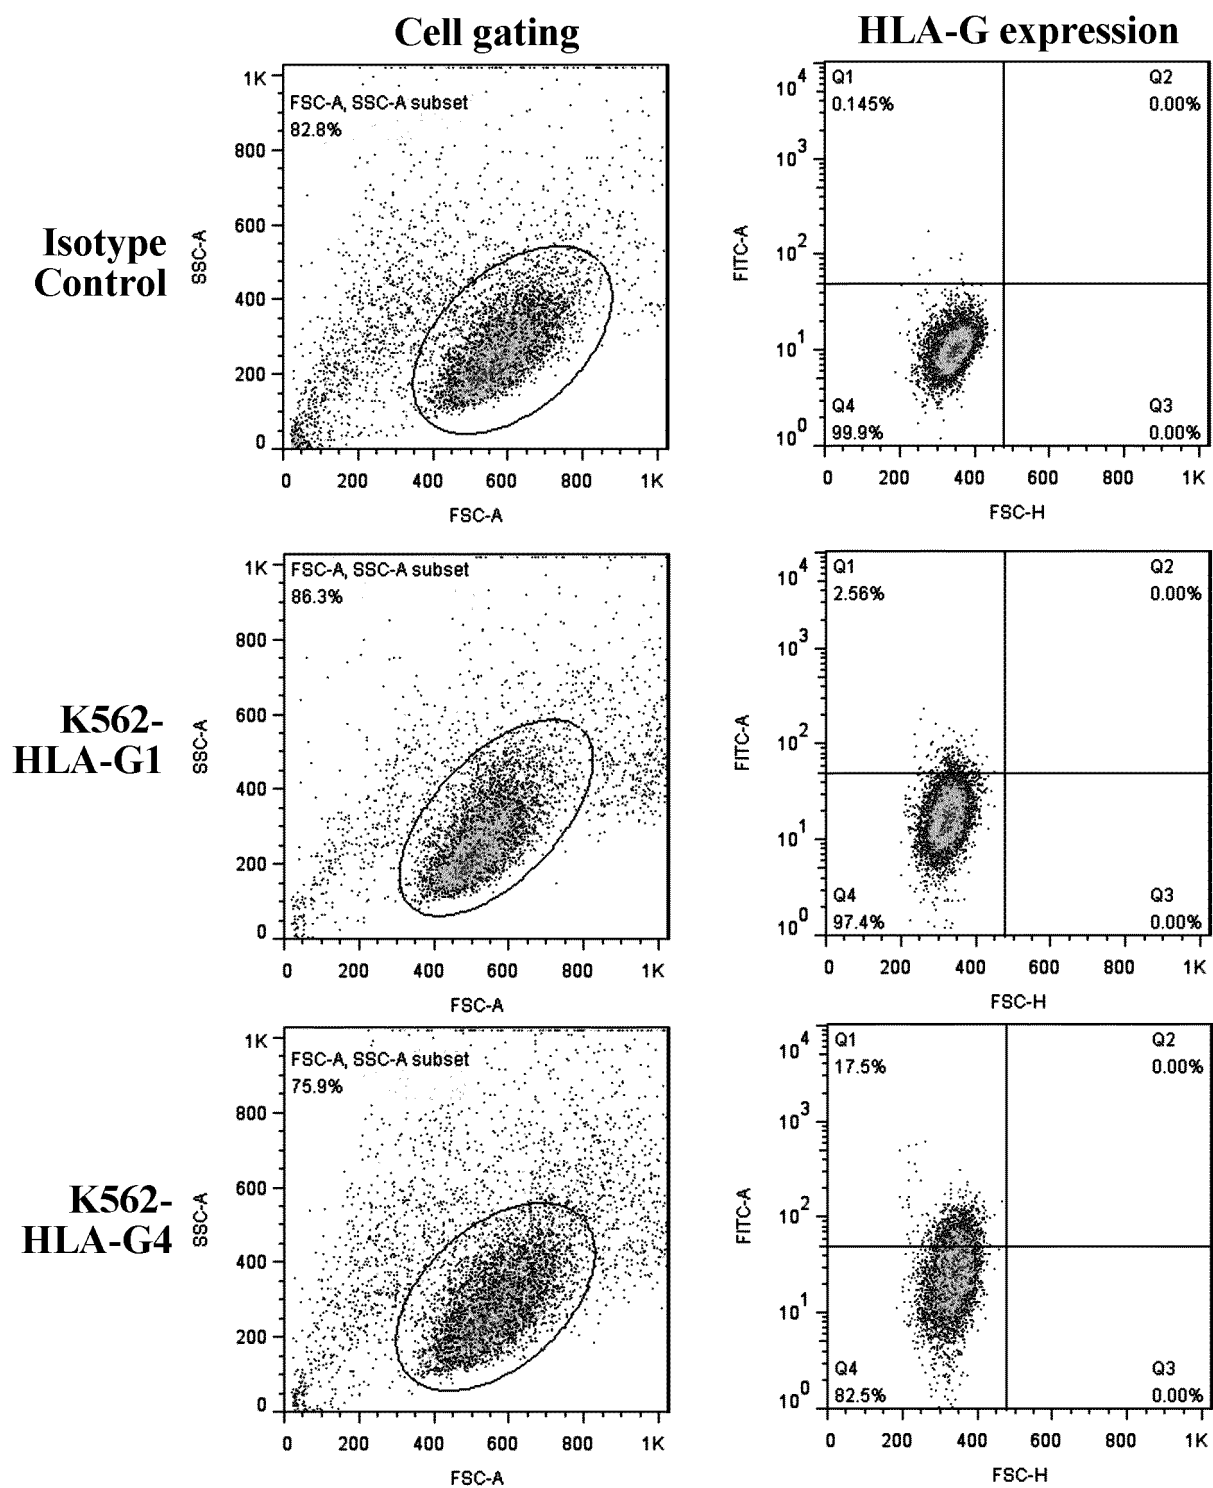 Cell gating
HLA-G expression
Isotype
Control
FSC-A, SSC-A subset
82.8%
1K
800
600
400
200
0
SSC-A
0 200 400 600 800 1K
FSC-A
Q1
0.145%
Q2
0.00%
Q4
99.9%
Q3
0.00%
10^4
10^3
10^2
10^1
10^0
FITC-A
0 200 400 600 800 1K
FSC-H
K562-
HLA-G1
FSC-A, SSC-A subset
86.3%
1K
800
600
400
200
0
SSC-A
0 200 400 600 800 1K
FSC-A
Q1
2.56%
Q2
0.00%
Q4
97.4%
Q3
0.00%
10^4
10^3
10^2
10^1
10^0
FITC-A
0 200 400 600 800 1K
FSC-H
K562-
HLA-G4
FSC-A, SSC-A subset
75.9%
1K
800
600
400
200
0
SSC-A
0 200 400 600 800 1K
FSC-A
Q1
17.5%
Q2
0.00%
Q4
82.5%
Q3
0.00%
10^4
10^3
10^2
10^1
10^0
FITC-A
0 200 400 600 800 1K
FSC-H